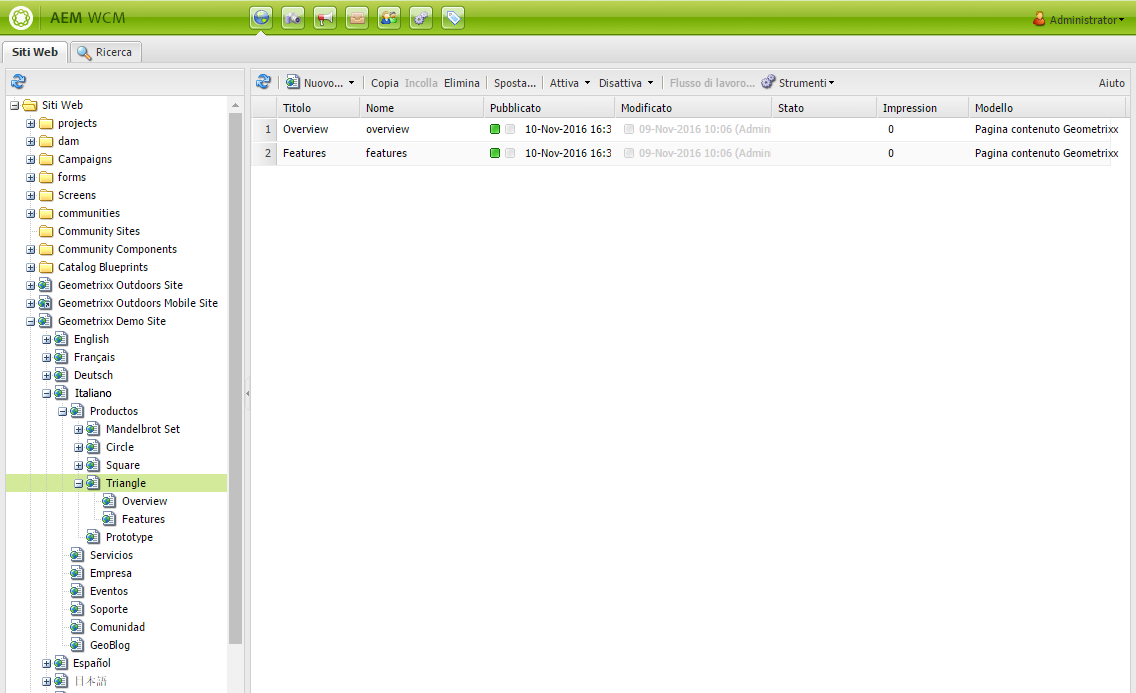 AEM WCM
Administrator
Siti Web
Ricerca
Nuovo... Copia Incolla Elimina Sposta... Attiva Disattiva Flusso di lavoro... Strumenti Aiuto
Titolo Nome Pubblicato Modificato Stato Impression Modello
1 Overview overview 10-Nov-2016 16:3 09-Nov-2016 10:06 (Admini 0 Pagina contenuto Geometrixx
2 Features features 10-Nov-2016 16:3 09-Nov-2016 10:06 (Admini 0 Pagina contenuto Geometrixx
Siti Web
projects
dam
Campaigns
forms
Screens
communities
Community Sites
Community Components
Catalog Blueprints
Geometrixx Outdoors Site
Geometrixx Outdoors Mobile Site
Geometrixx Demo Site
English
Français
Deutsch
Italiano
Productos
Mandelbrot Set
Circle
Square
Triangle
Overview
Features
Prototype
Servicios
Empresa
Eventos
Soporte
Comunidad
GeoBlog
Español
日本語